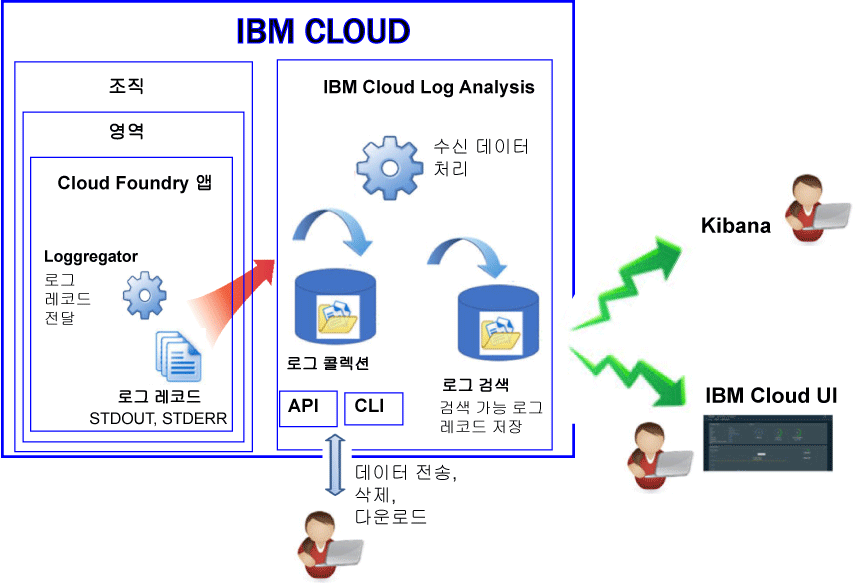 IBM CLOUD
조직
영역
Cloud Foundry 앱
Loggregator
로그
레코드
전달
로그 레코드
STDOUT, STDERR
IBM Cloud Log Analysis
수신 데이터
처리
로그 콜렉션
로그 검색
검색 가능 로그
레코드 저장
API
CLI
데이터 전송,
삭제,
다운로드
Kibana
IBM Cloud UI